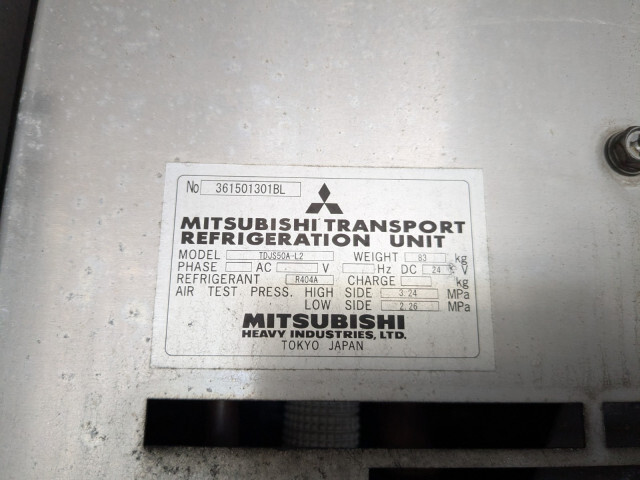 No 361501301BL
MITSUBISHI TRANSPORT
REFRIGERATION UNIT
MODEL TDJS50A-L2 WEIGHT 83 kg
PHASE AC V Hz DC 24 V
REFRIGERANT R404A CHARGE kg
AIR TEST PRESS. HIGH SIDE 3.24 MPa
LOW SIDE 2.26 MPa
MITSUBISHI
HEAVY INDUSTRIES, LTD.
TOKYO JAPAN